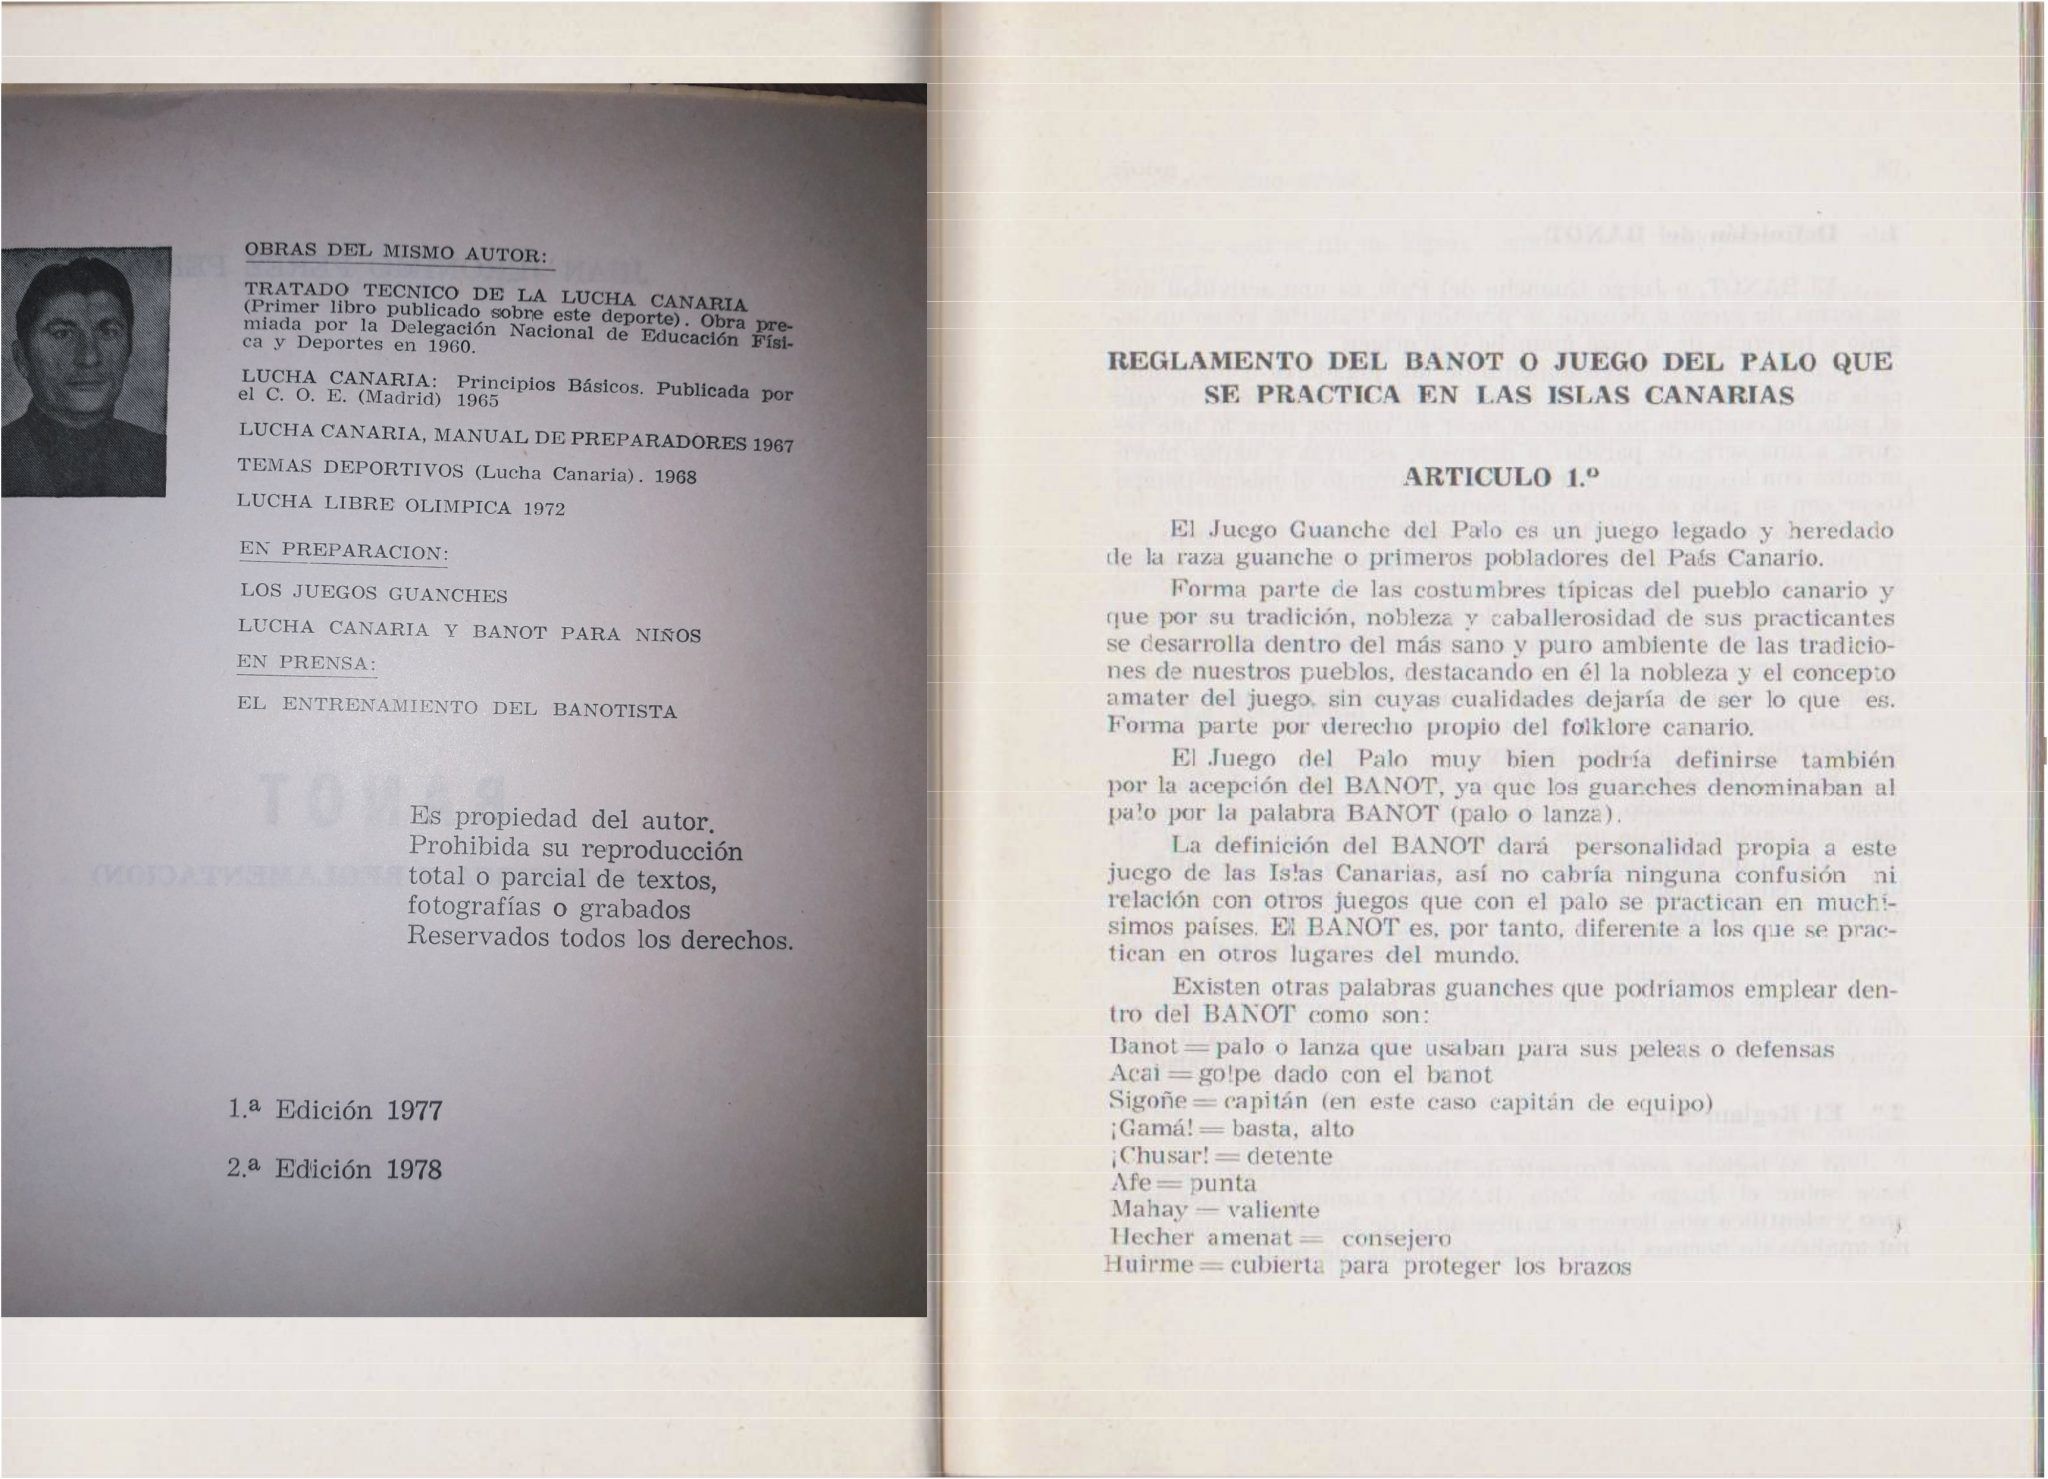 OBRAS DEL MISMO AUTOR:
TRATADO TECNICO DE LA LUCHA CANARIA
(Primer libro publicado sobre este deporte). Obra pre-
miada por la Delegación Nacional de Educación Físi-
ca y Deportes en 1960.
LUCHA CANARIA: Principios Básicos. Publicada por
el C. O. E. (Madrid) 1965
LUCHA CANARIA, MANUAL DE PREPARADORES 1967
TEMAS DEPORTIVOS (Lucha Canaria). 1968
LUCHA LIBRE OLIMPICA 1972
EN PREPARACION:
LOS JUEGOS GUANCHES
LUCHA CANARIA Y BANOT PARA NIÑOS
EN PRENSA:
EL ENTRENAMIENTO DEL BANOTISTA
Es propiedad del autor.
Prohibida su reproducción
total o parcial de textos,
fotografías o grabados
Reservados todos los derechos.
1.ª Edición 1977
2.ª Edición 1978
REGLAMENTO DEL BANOT O JUEGO DEL PALO QUE
SE PRACTICA EN LAS ISLAS CANARIAS
ARTICULO 1.º
El Juego Guanche del Palo es un juego legado y heredado
de la raza guanche o primeros pobladores del País Canario.
Forma parte de las costumbres típicas del pueblo canario y
que por su tradición, nobleza y caballerosidad de sus practicantes
se desarrolla dentro del más sano y puro ambiente de las tradicio-
nes de nuestros pueblos, destacando en él la nobleza y el concepto
amater del juego, sin cuyas cualidades dejaría de ser lo que es.
Forma parte por derecho propio del folklore canario.
El Juego del Palo muy bien podría definirse también
por la acepción del BANOT, ya que los guanches denominaban al
palo por la palabra BANOT (palo o lanza).
La definición del BANOT dará personalidad propia a este
juego de las Islas Canarias, así no cabría ninguna confusión ni
relación con otros juegos que con el palo se practican en muchí-
simos países. El BANOT es, por tanto, diferente a los que se prac-
tican en otros lugares del mundo.
Existen otras palabras guanches que podriamos emplear den-
tro del BANOT como son:
Banot = palo o lanza que usaban para sus peleas o defensas
Acai = golpe dado con el banot
Sigoñe = capitán (en este caso capitán de equipo)
¡Gamá! = basta, alto
¡Chusar! = detente
Afe = punta
Mahay — valiente
Hecher amenat = consejero
Huirme = cubierta para proteger los brazos